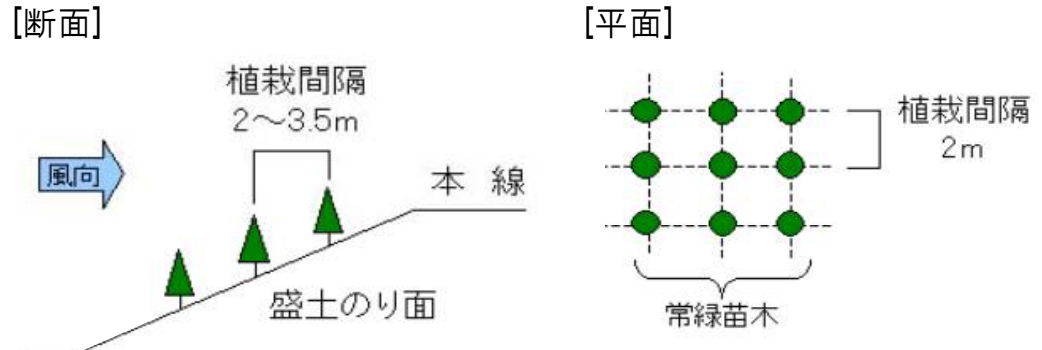 [断面]
植栽間隔
2～3.5m
風向
本 線
盛土のり面
[平面]
植栽間隔
2m
常緑苗木